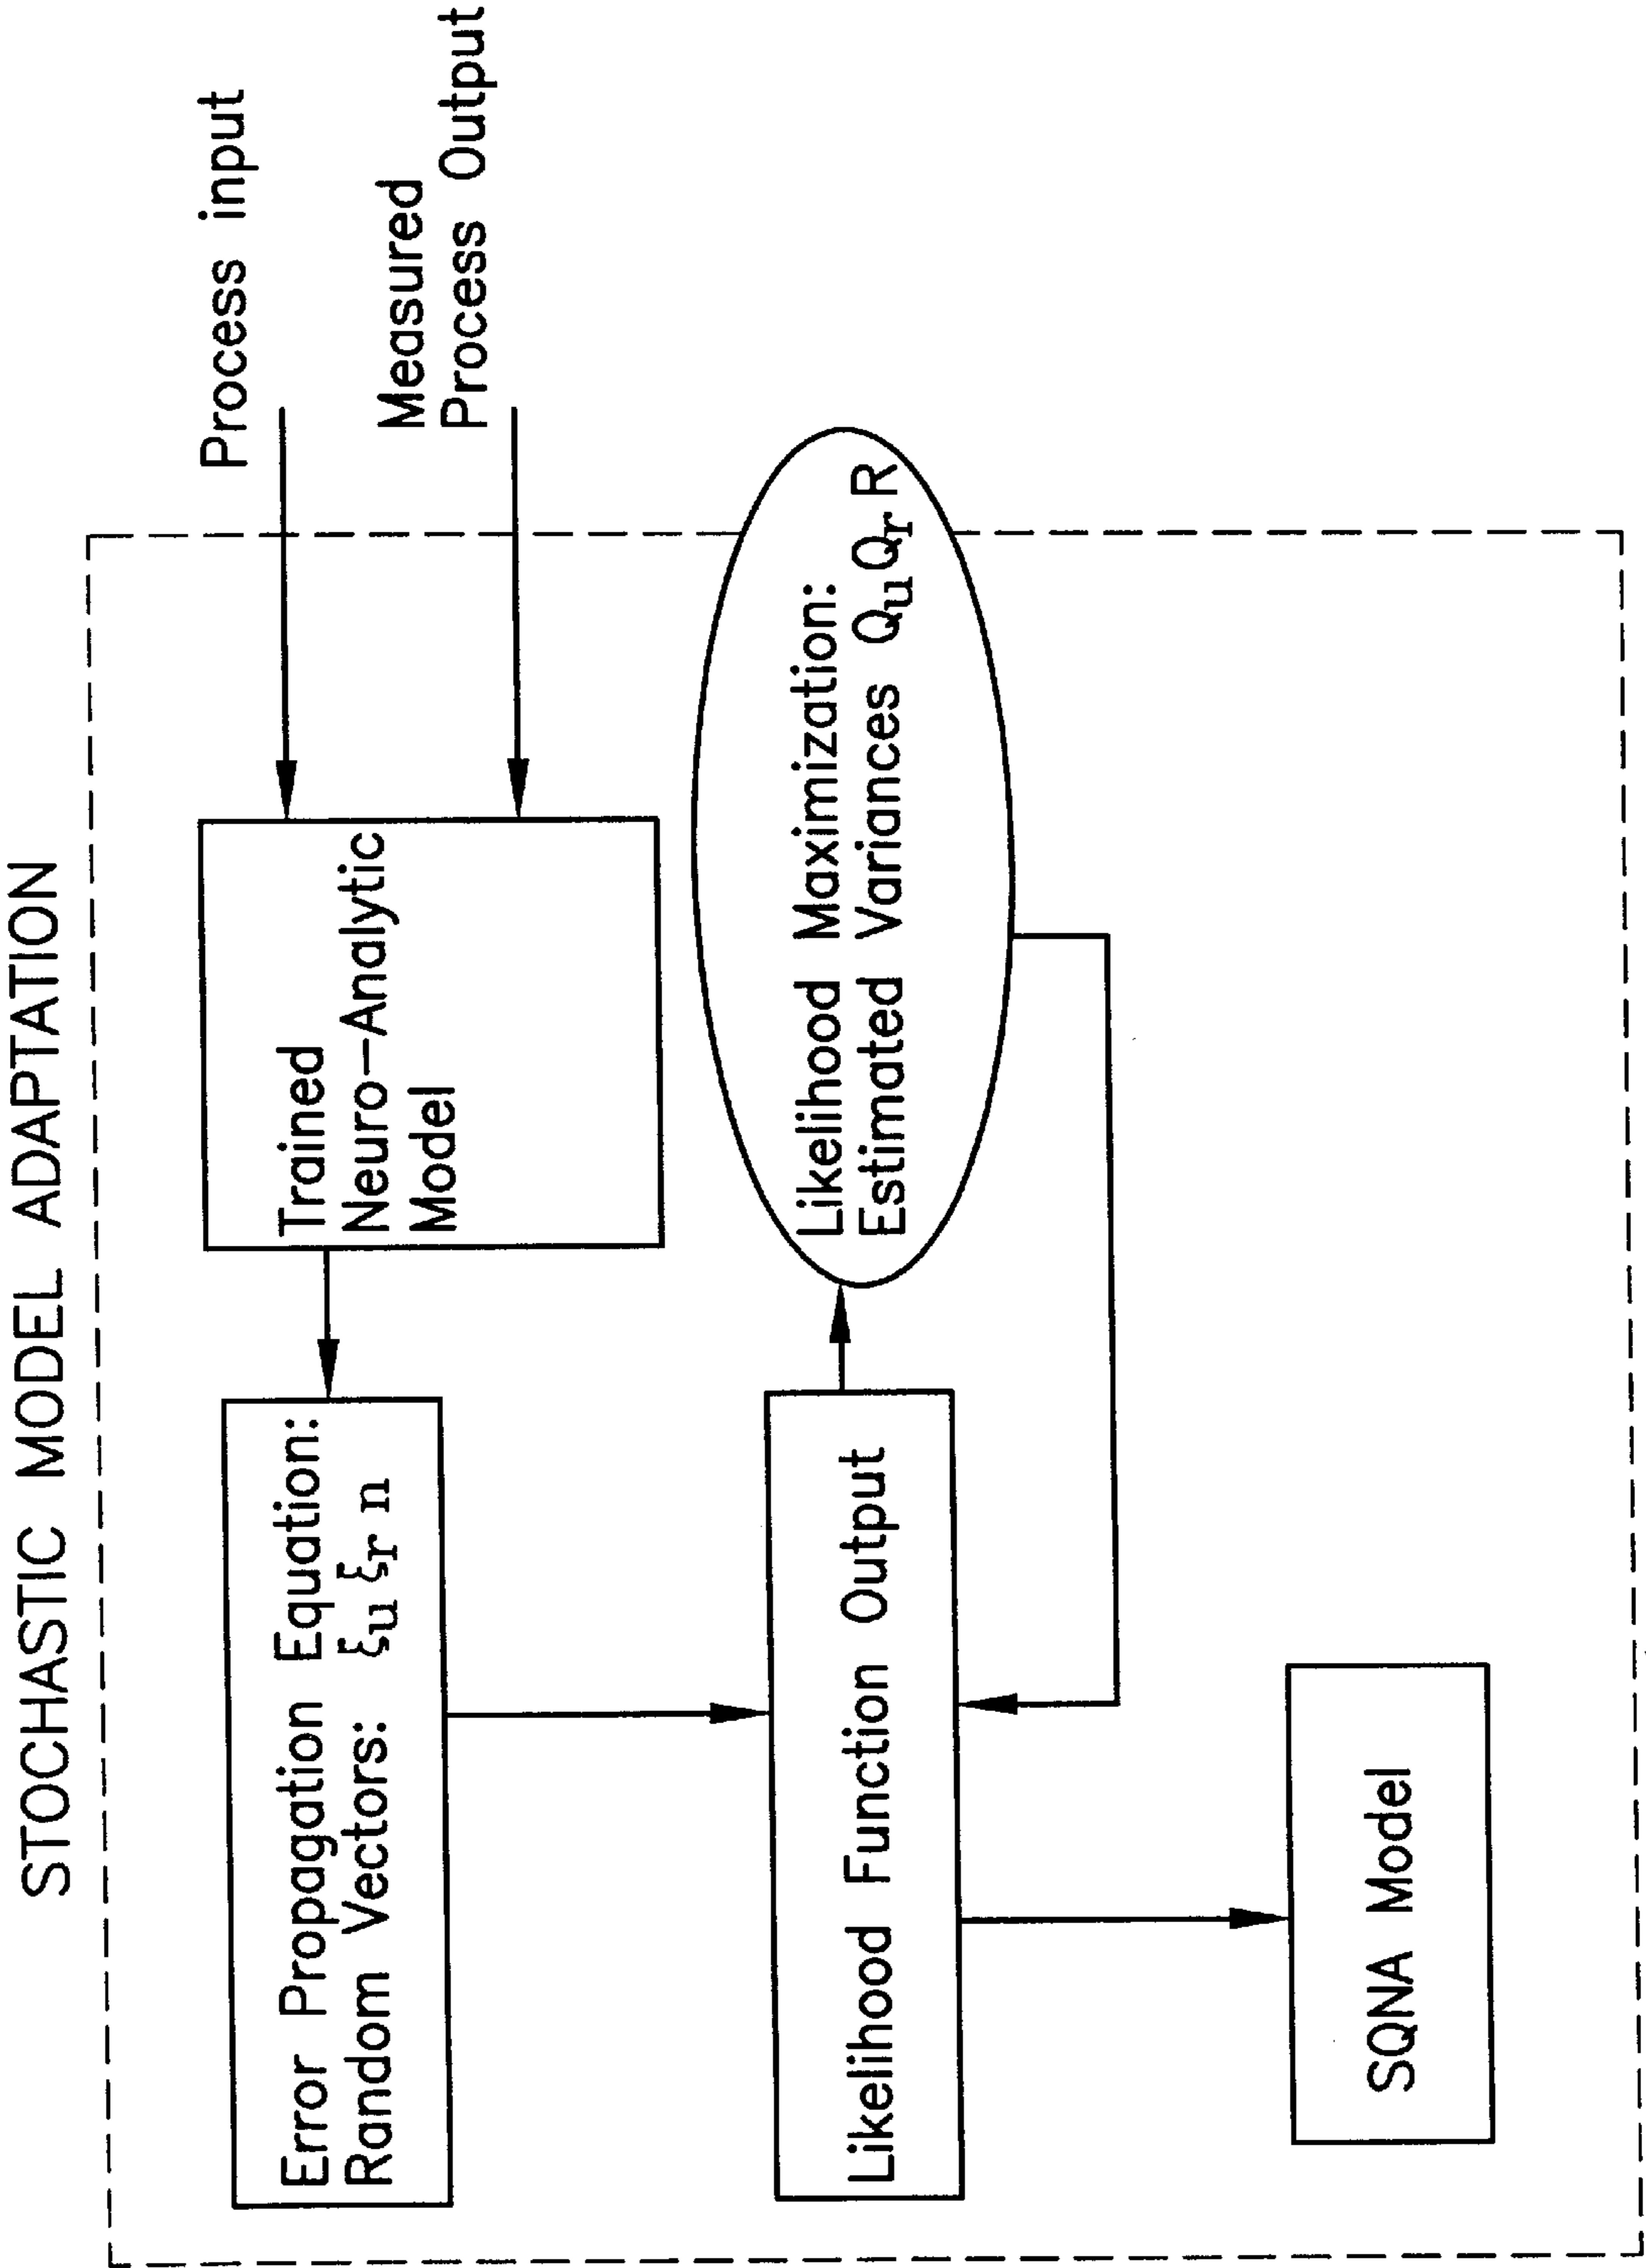 STOCHASTIC MODEL ADAPTATION
Process input
Measured
Process Output
Trained
Neuro-Analytic
Model
Error Propagation Equation:
Random Vectors: ξu ξr n
Likelihood Maximization:
Estimated Variances Qu Qr R
Likelihood Function Output
SQNA Model